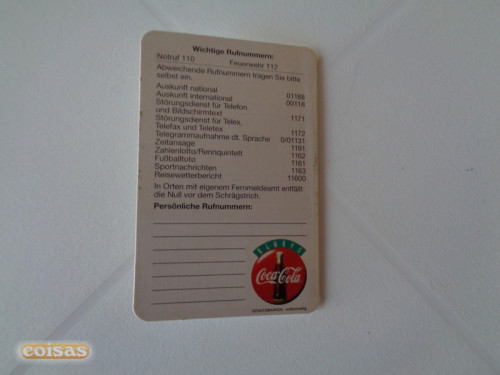 Wichtige Rufnummern:
Notruf 110 Feuerwehr 112
Abweichende Rufnummern tragen Sie bitte
selbst ein.
Auskunft national 01188
Auskunft international 00118
Störungsdienst für Telefon
und Bildschirmtext 1171
Störungsdienst für Telex,
Telefax und Teletex 1172
Telegrammaufnahme dt. Sprache 0/01131
Zeitansage 1191
Zahlenlotto/Rennquintett 1162
Fußballtoto 1161
Sportnachrichten 1163
Reisewetterbericht 11600
In Orten mit eigenem Fernmeldeamt entfällt
die Null vor dem Schrägstrich.
Persönliche Rufnummern:
ALWAYS
Coca-Cola
coisas